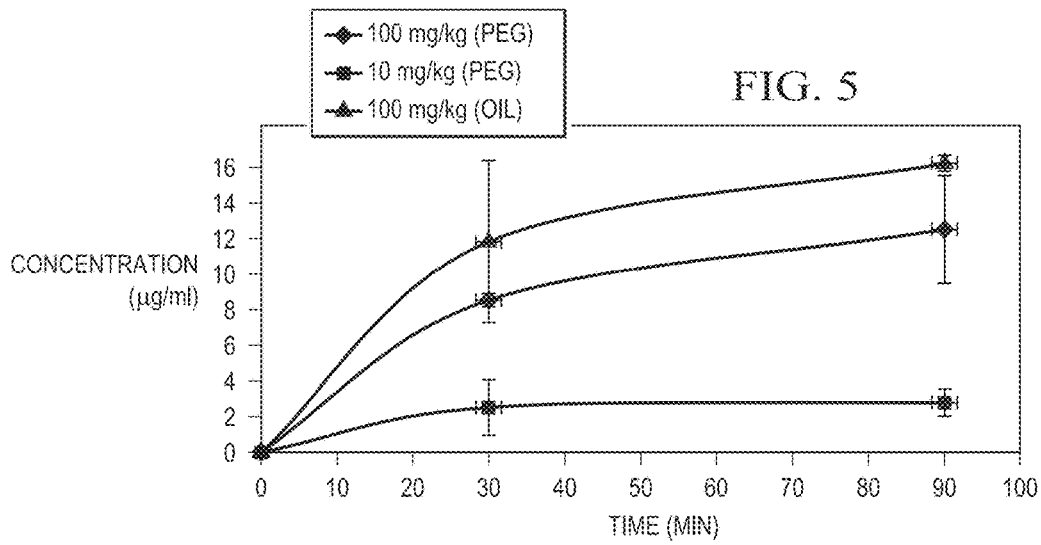 100 mg/kg (PEG)
10 mg/kg (PEG)
100 mg/kg (OIL)
FIG. 5
CONCENTRATION
(µg/ml)
16
14
12
10
8
6
4
2
0
0 10 20 30 40 50 60 70 80 90 100
TIME (MIN)